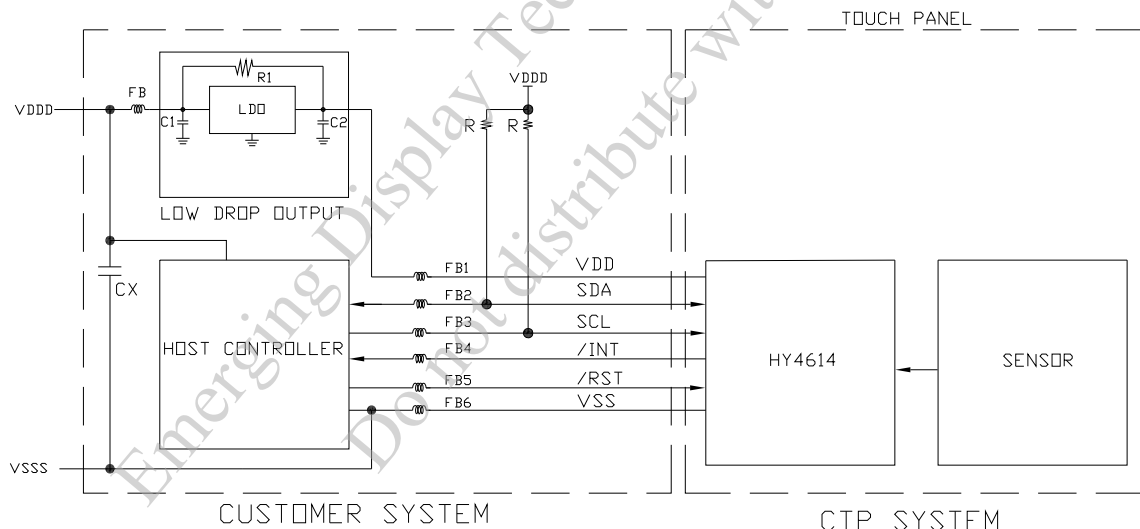 TOUCH PANEL
VDDD
FB
R1
LDO
C1
C2
VDDD
R
R
LOW DROP OUTPUT
CX
HOST CONTROLLER
FB1
VDD
FB2
SDA
FB3
SCL
FB4
/INT
FB5
/RST
FB6
VSS
HY4614
SENSOR
VSSS
CUSTOMER SYSTEM
CTP SYSTEM
Emerging Display Tec
Do not distribute wit